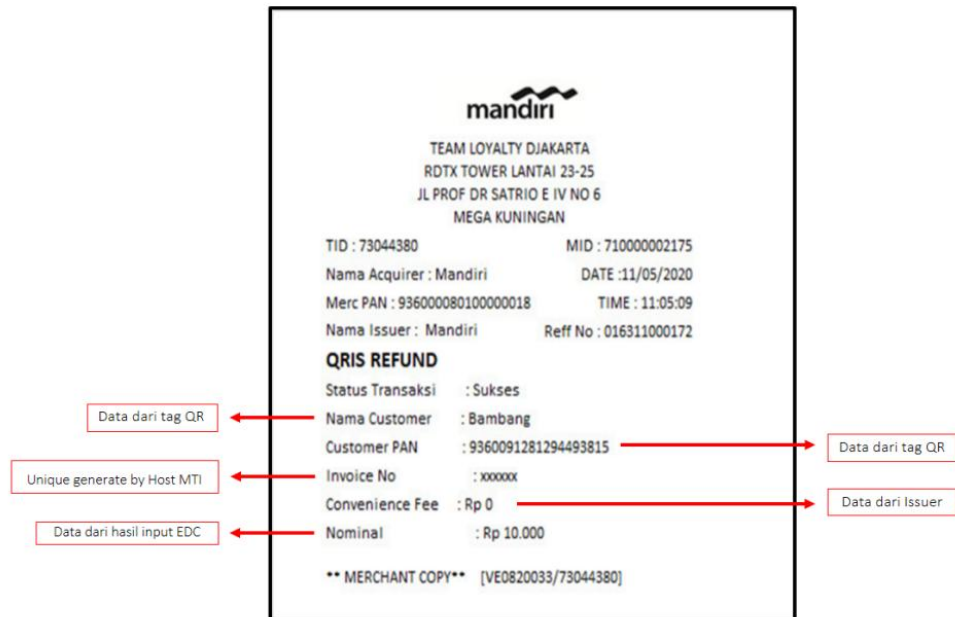 mandiri
TEAM LOYALTY DJAKARTA
RDTX TOWER LANTAI 23-25
JL PROF DR SATRIO E IV NO 6
MEGA KUNINGAN
TID : 73044380 MID : 710000002175
Nama Acquirer : Mandiri DATE :11/05/2020
Merc PAN : 936000080100000018 TIME : 11:05:09
Nama Issuer : Mandiri Reff No : 016311000172
QRIS REFUND
Status Transaksi : Sukses
Data dari tag QR Nama Customer : Bambang
Customer PAN : 9360091281294493815 Data dari tag QR
Unique generate by Host MTI Invoice No : xxxxxx
Convenience Fee : Rp 0 Data dari Issuer
Data dari hasil input EDC Nominal : Rp 10.000
** MERCHANT COPY** [VE0820033/73044380]